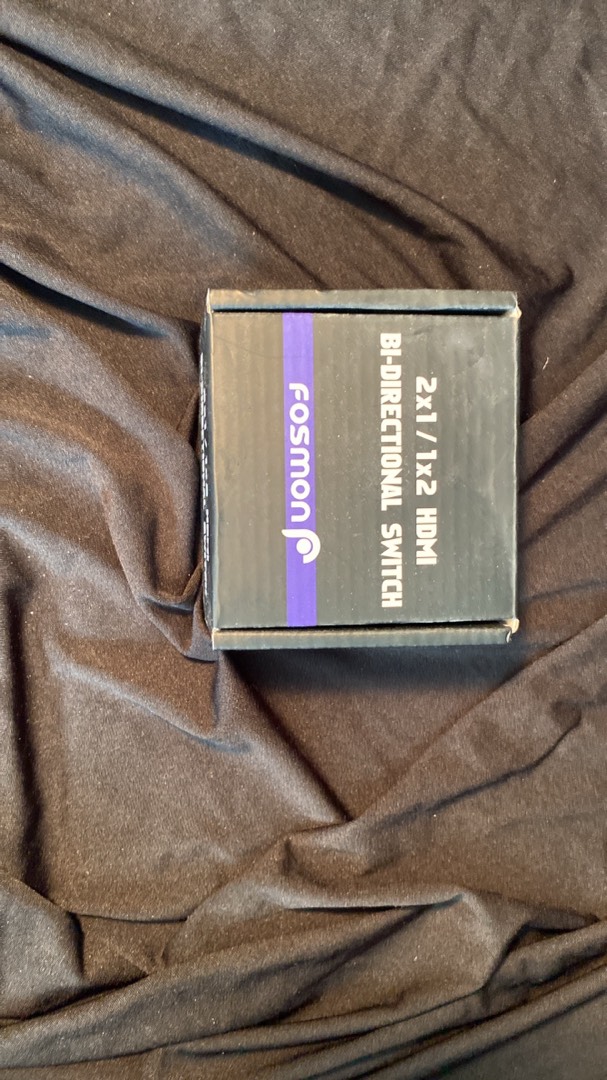 2x1 / 1x2 HDMI
BI-DIRECTIONAL SWITCH
FOSMON